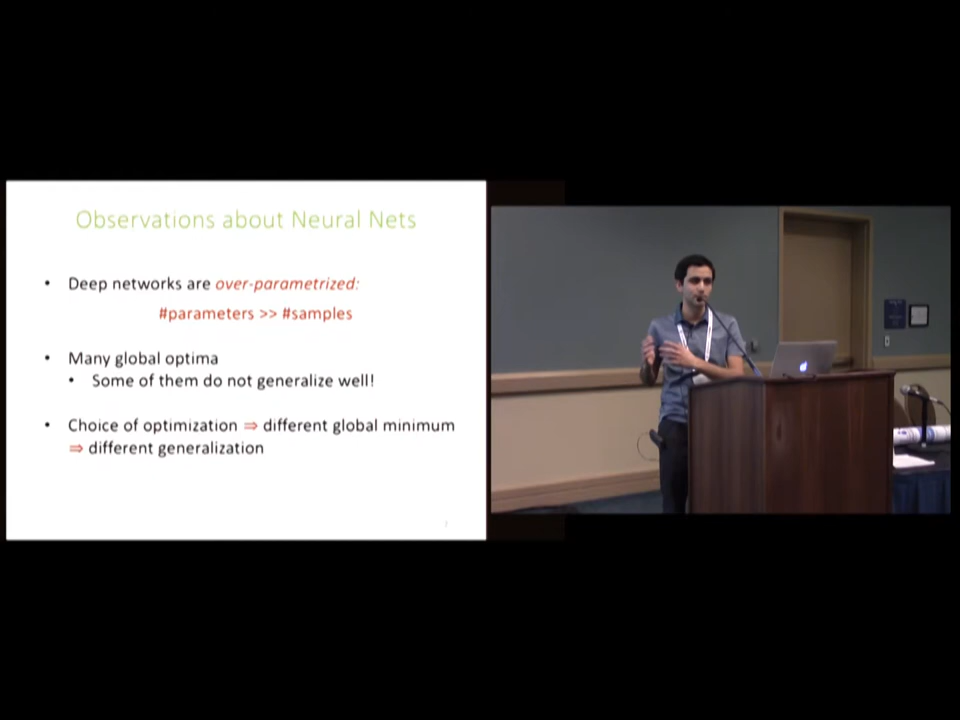 Observations about Neural Nets
• Deep networks are over-parametrized:
#parameters >> #samples
• Many global optima
• Some of them do not generalize well!
• Choice of optimization ⇒ different global minimum
⇒ different generalization